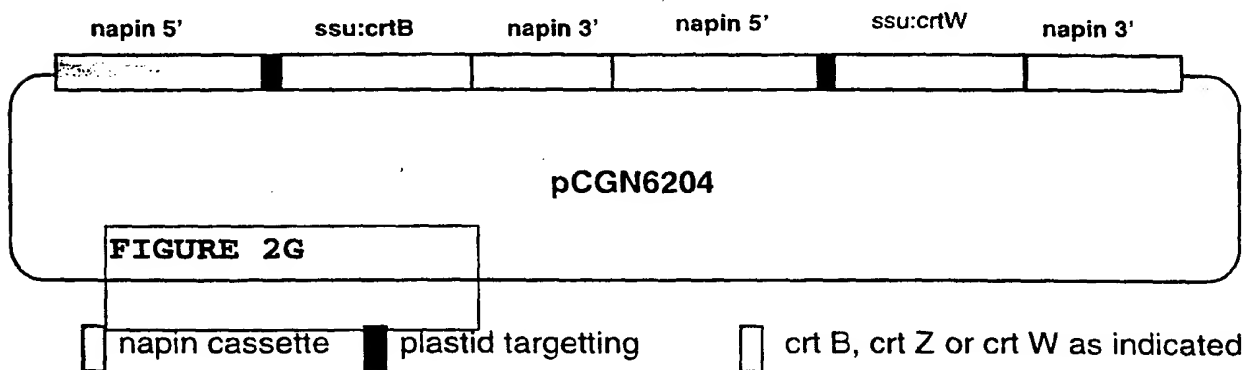 napin 5’ ssu:crtB napin 3’ napin 5’ ssu:crtW napin 3’
pCGN6204
FIGURE 2G
napin cassette plastid targetting crt B, crt Z or crt W as indicated